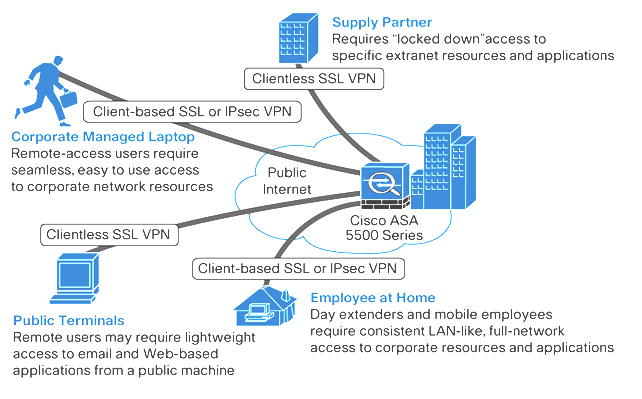 Supply Partner
Requires “locked down”access to
specific extranet resources and applications
Clientless SSL VPN
Client-based SSL or IPsec VPN
Corporate Managed Laptop
Remote-access users require
seamless, easy to use access
to corporate network resources
Public
Internet
Cisco ASA
5500 Series
Clientless SSL VPN
Client-based SSL or IPsec VPN
Public Terminals
Remote users may require lightweight
access to email and Web-based
applications from a public machine
Employee at Home
Day extenders and mobile employees
require consistent LAN-like, full-network
access to corporate resources and applications